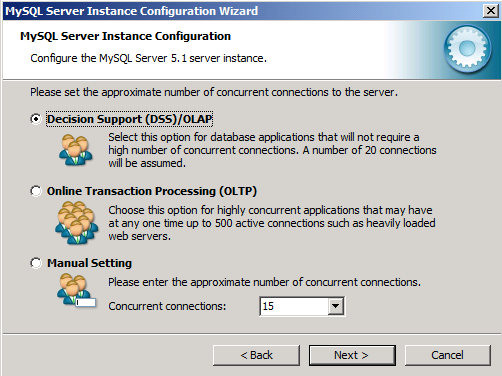 MySQL Server Instance Configuration Wizard
MySQL Server Instance Configuration
Configure the MySQL Server 5.1 server instance.
Please set the approximate number of concurrent connections to the server.
Decision Support (DSS)/OLAP
Select this option for database applications that will not require a
high number of concurrent connections. A number of 20 connections
will be assumed.
Online Transaction Processing (OLTP)
Choose this option for highly concurrent applications that may have
at any one time up to 500 active connections such as heavily loaded
web servers.
Manual Setting
Please enter the approximate number of concurrent connections.
Concurrent connections: 15
< Back Next > Cancel